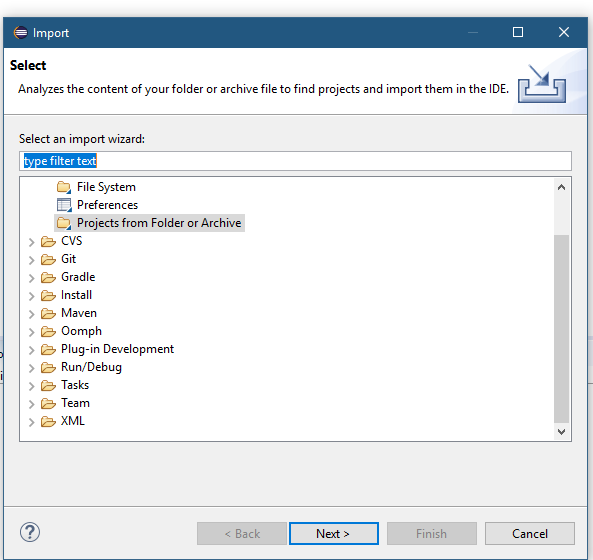 Import
Select
Analyzes the content of your folder or archive file to find projects and import them in the IDE.
Select an import wizard:
type filter text
File System
Preferences
Projects from Folder or Archive
CVS
Git
Gradle
Install
Maven
Oomph
Plug-in Development
Run/Debug
Tasks
Team
XML
? < Back Next > Finish Cancel